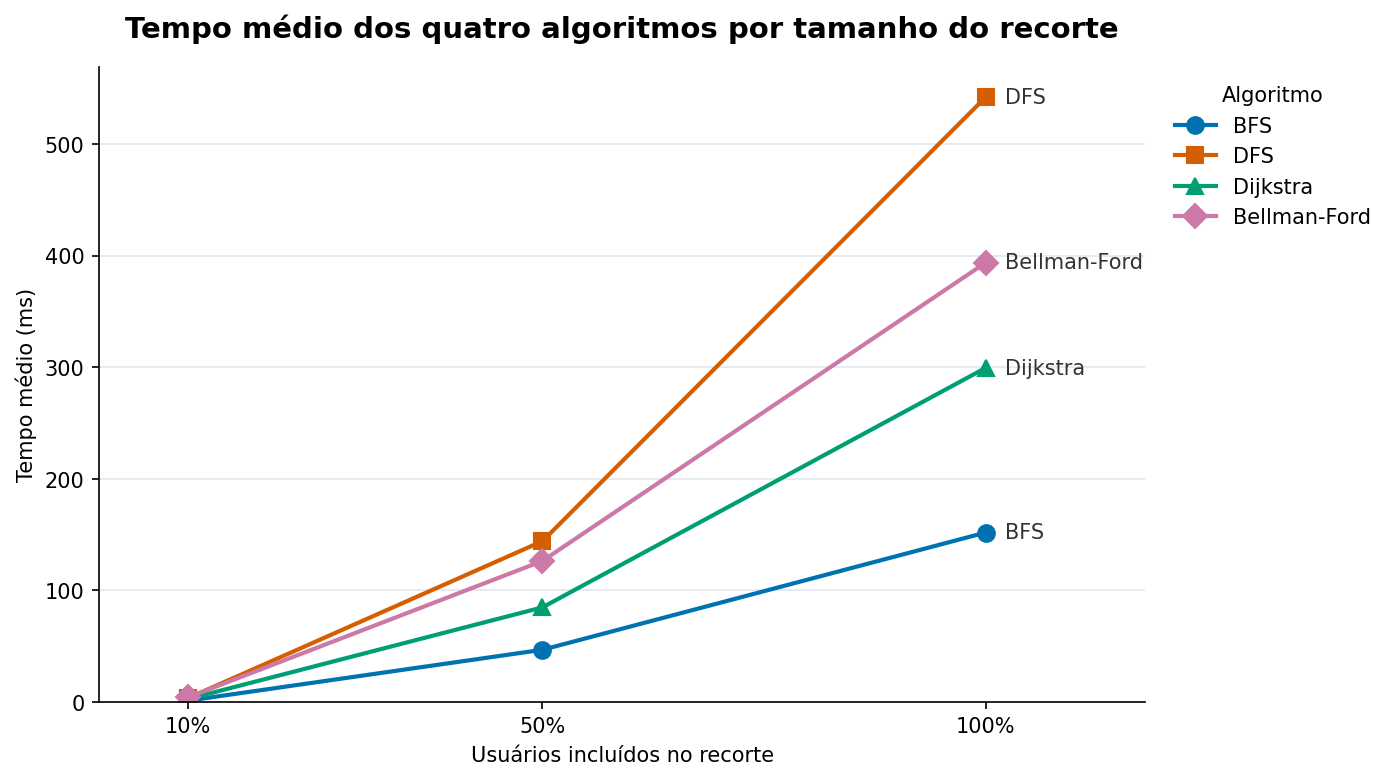 Tempo médio dos quatro algoritmos por tamanho do recorte
Tempo médio (ms)
500
400
300
200
100
0
10%
50%
100%
Usuários incluídos no recorte
DFS
Bellman-Ford
Dijkstra
BFS
Algoritmo
BFS
DFS
Dijkstra
Bellman-Ford